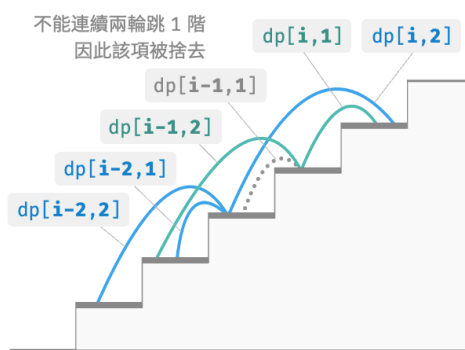 不能連續兩輪跳 1 階
因此該項被捨去
dp[i,1]
dp[i,2]
dp[i-1,1]
dp[i-1,2]
dp[i-2,1]
dp[i-2,2]